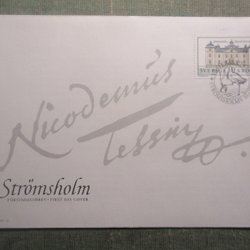 Nicodemus
Tessin
Strömsholm
FÖRSTADAGSBREV · FIRST DAY COVER